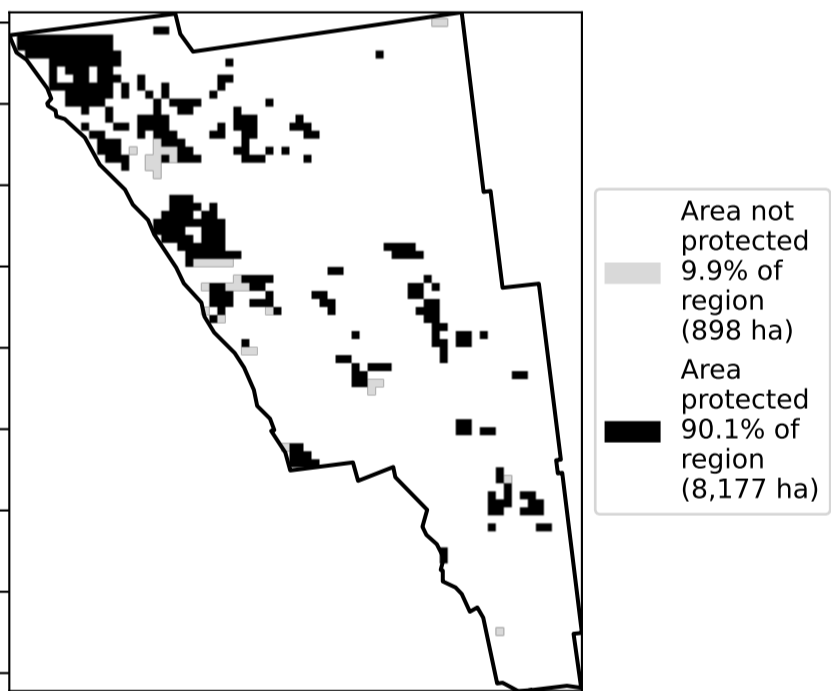 Area not
protected
9.9% of
region
(898 ha)
Area
protected
90.1% of
region
(8,177 ha)